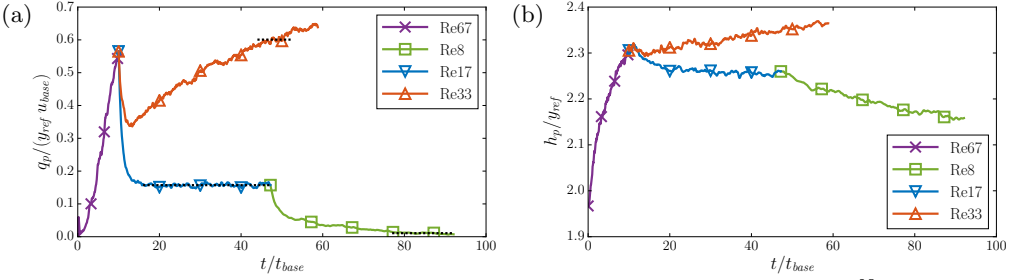 (a)
0.7
0.6
0.5
0.4
0.3
0.2
0.1
0.0
q_p/(y_ref u_base)
0 20 40 60 80 100
t/t_base
Re67
Re8
Re17
Re33
(b)
2.4
2.3
2.2
2.1
2.0
1.9
h_p/y_ref
0 20 40 60 80 100
t/t_base
Re67
Re8
Re17
Re33